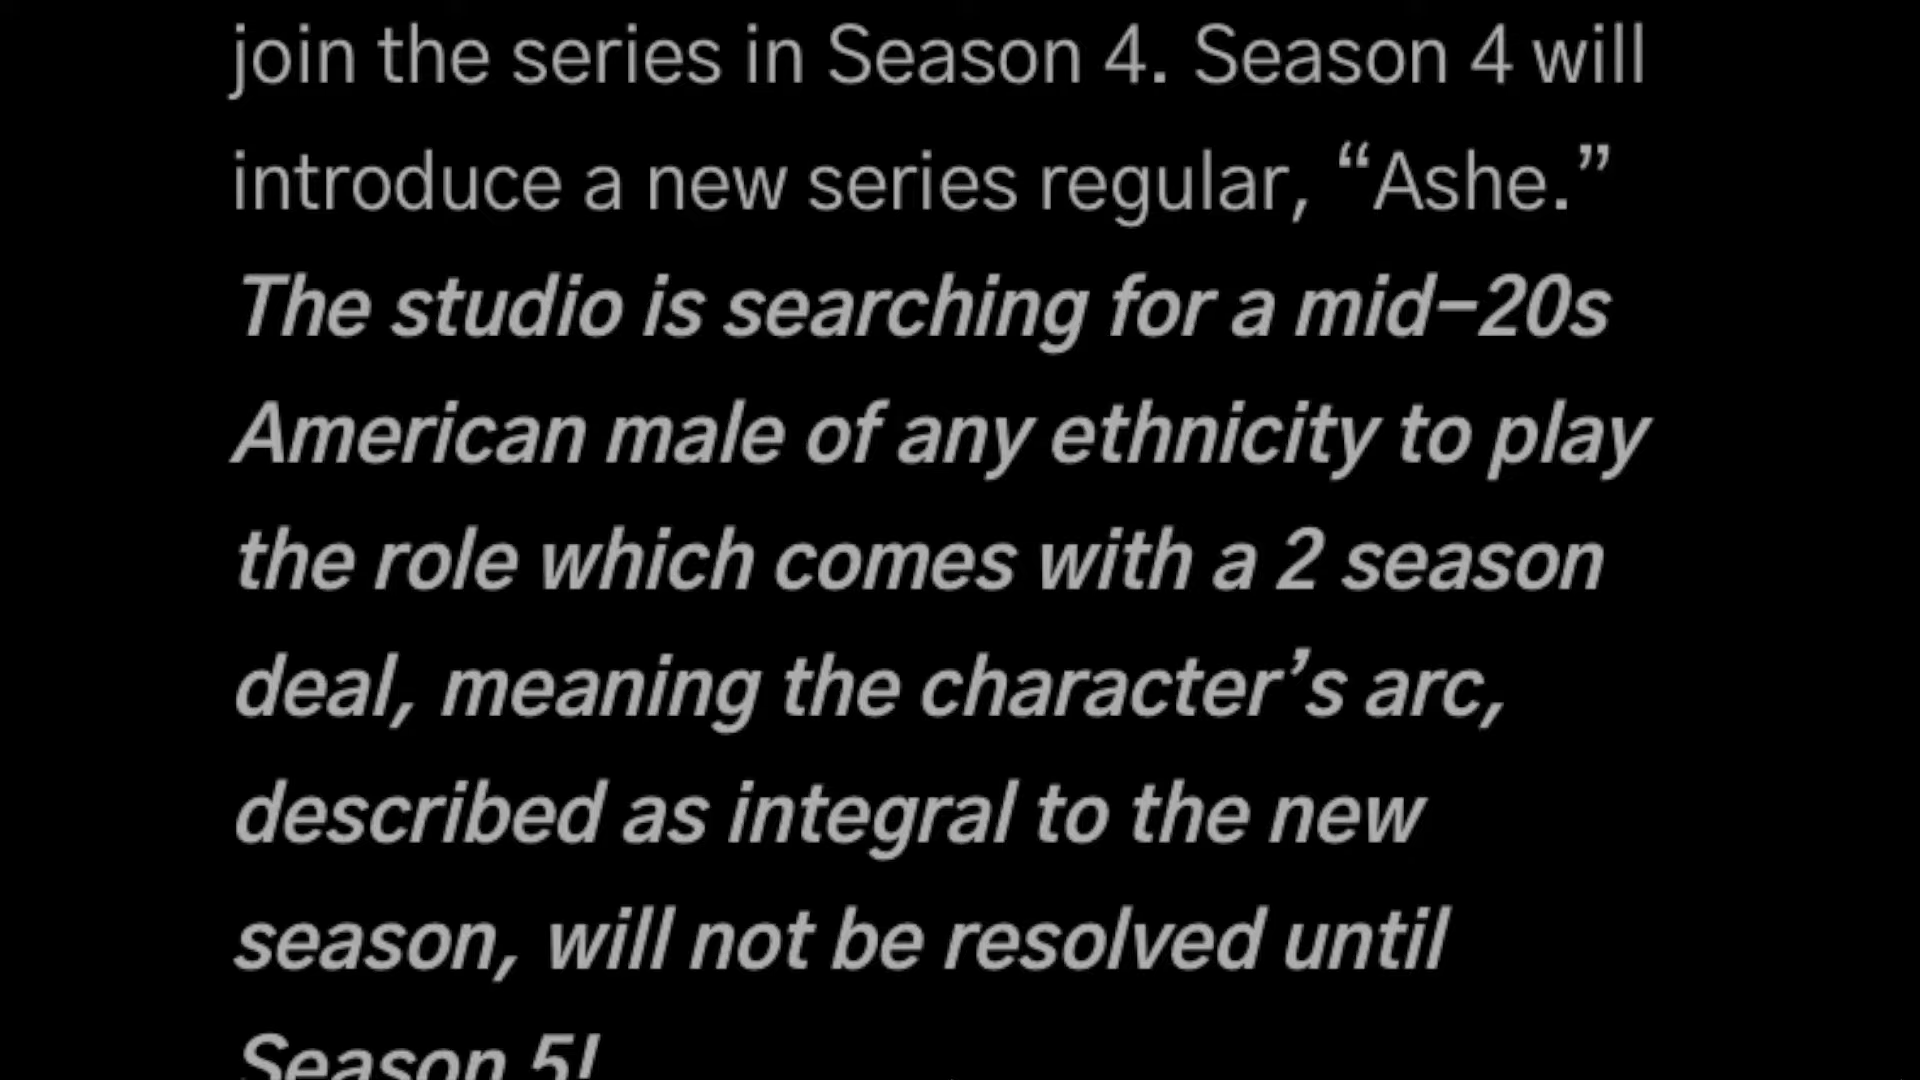 join the series in Season 4. Season 4 will
introduce a new series regular, “Ashe.”
The studio is searching for a mid-20s
American male of any ethnicity to play
the role which comes with a 2 season
deal, meaning the character’s arc,
described as integral to the new
season, will not be resolved until
Season 5!